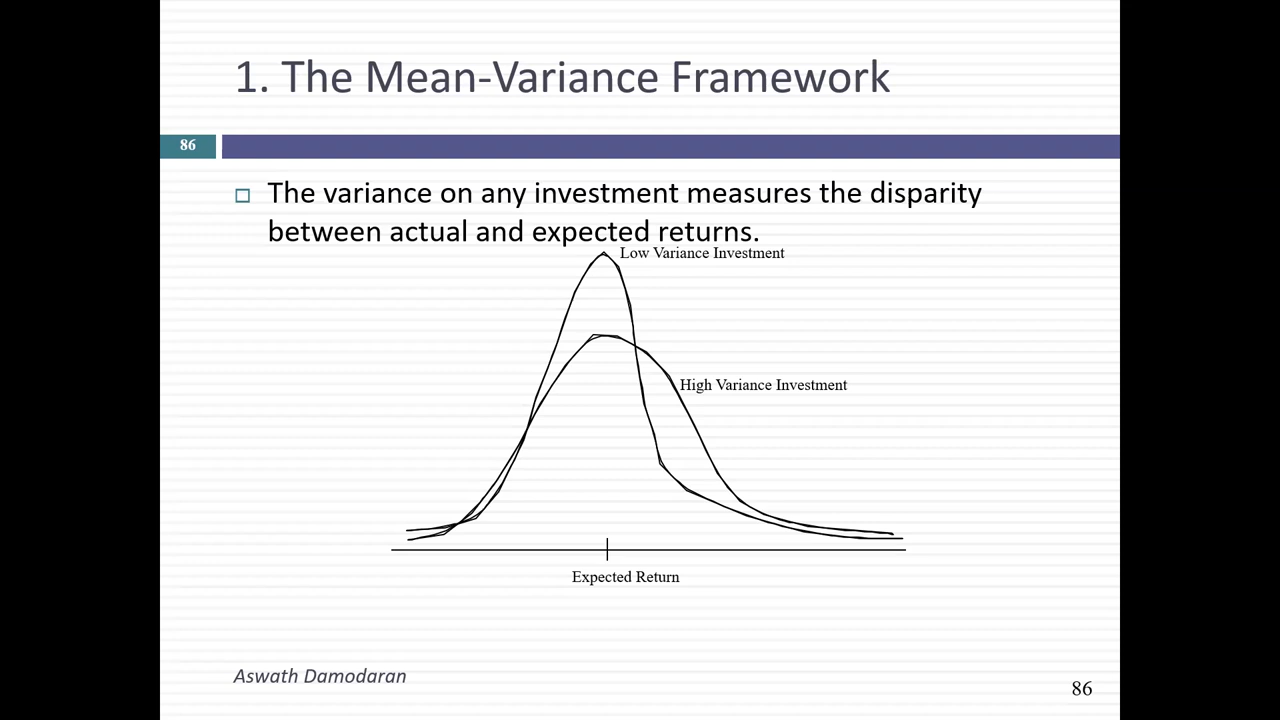 1. The Mean-Variance Framework
86
The variance on any investment measures the disparity
between actual and expected returns.
Low Variance Investment
High Variance Investment
Expected Return
Aswath Damodaran
86